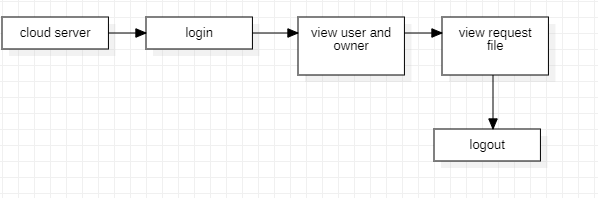 cloud server
login
view user and
owner
view request
file
logout